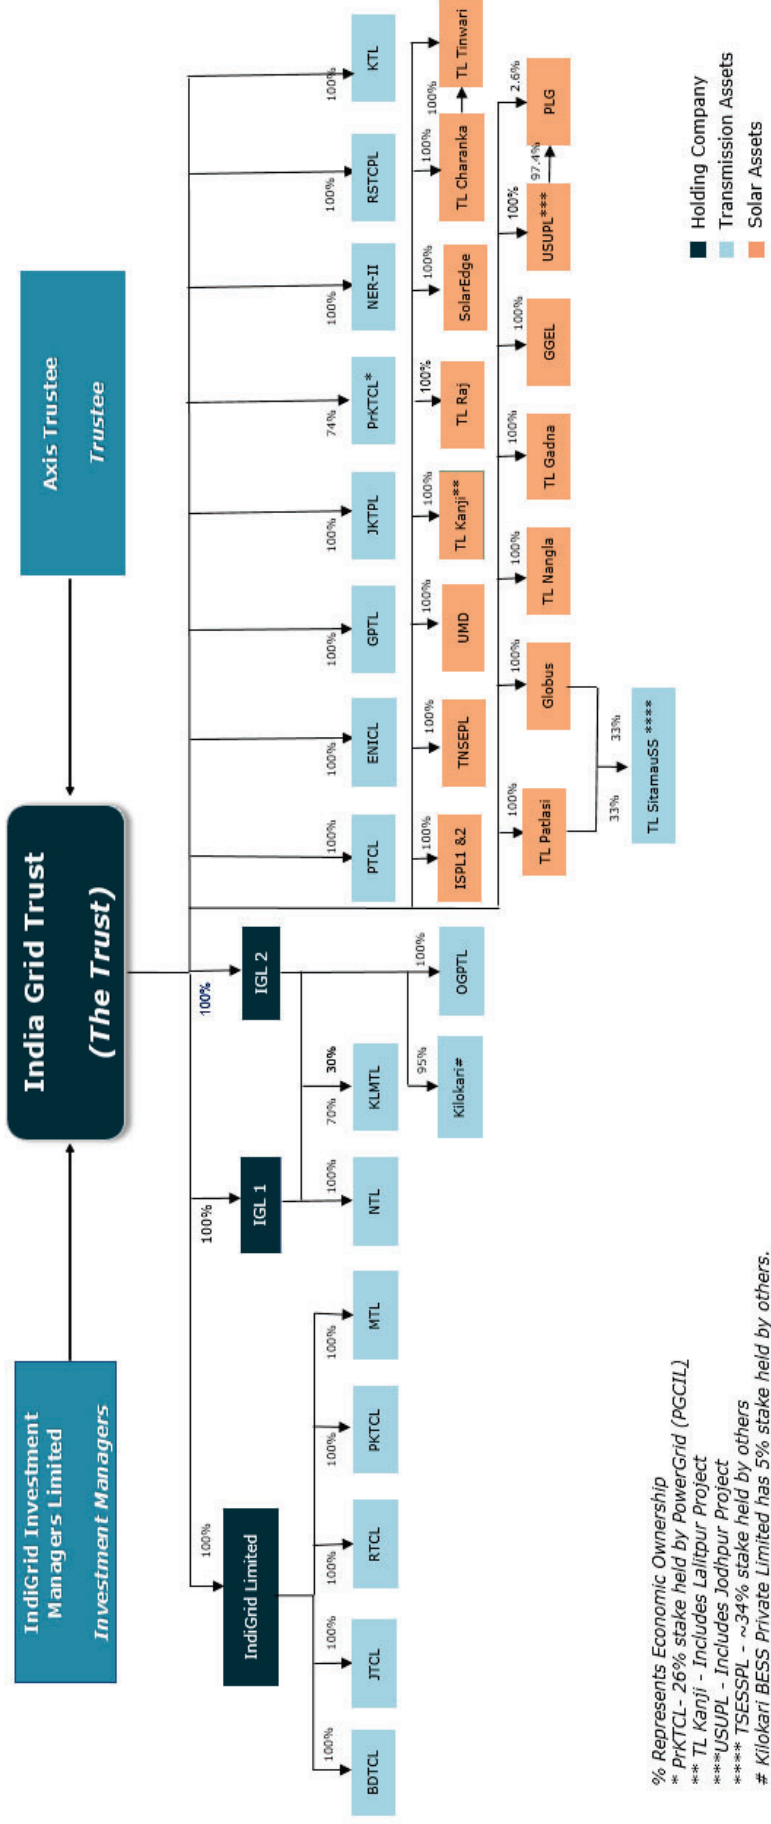 IndiGrid Investment
Managers Limited
Investment Managers
India Grid Trust
(The Trust)
Axis Trustee
Trustee
100%
100%
100%
IndiGrid Limited
IGL 1
IGL 2
100%
100%
100%
100%
100%
100%
70%
30%
100%
100%
100%
100%
74%
100%
100%
100%
BDTCL
JTCL
RTCL
PKTCL
MTL
NTL
KLMTL
PTCL
ENICL
GPTL
JKTPL
PrKTCL*
NER-II
RSTCPL
KTL
95%
100%
100%
100%
100%
100%
100%
100%
100%
100%
Kilokari#
OGPTL
ISPL1 &2
TNSEPL
UMD
TL Kanji**
TL Raj
SolarEdge
TL Charanka
TL Tinwari
100%
100%
100%
100%
100%
100%
97.4%
2.6%
TL Patlasi
Globus
TL Nangla
TL Gadna
GGEL
USUPL***
PLG
33%
33%
TL SitamauSS ****
% Represents Economic Ownership
* PrKTCL- 26% stake held by PowerGrid (PGCIL)
** TL Kanji - Includes Lalitpur Project
***USUPL - Includes Jodhpur Project
**** TSESSPL - ~34% stake held by others
# Kilokari BESS Private Limited has 5% stake held by others.
Holding Company
Transmission Assets
Solar Assets